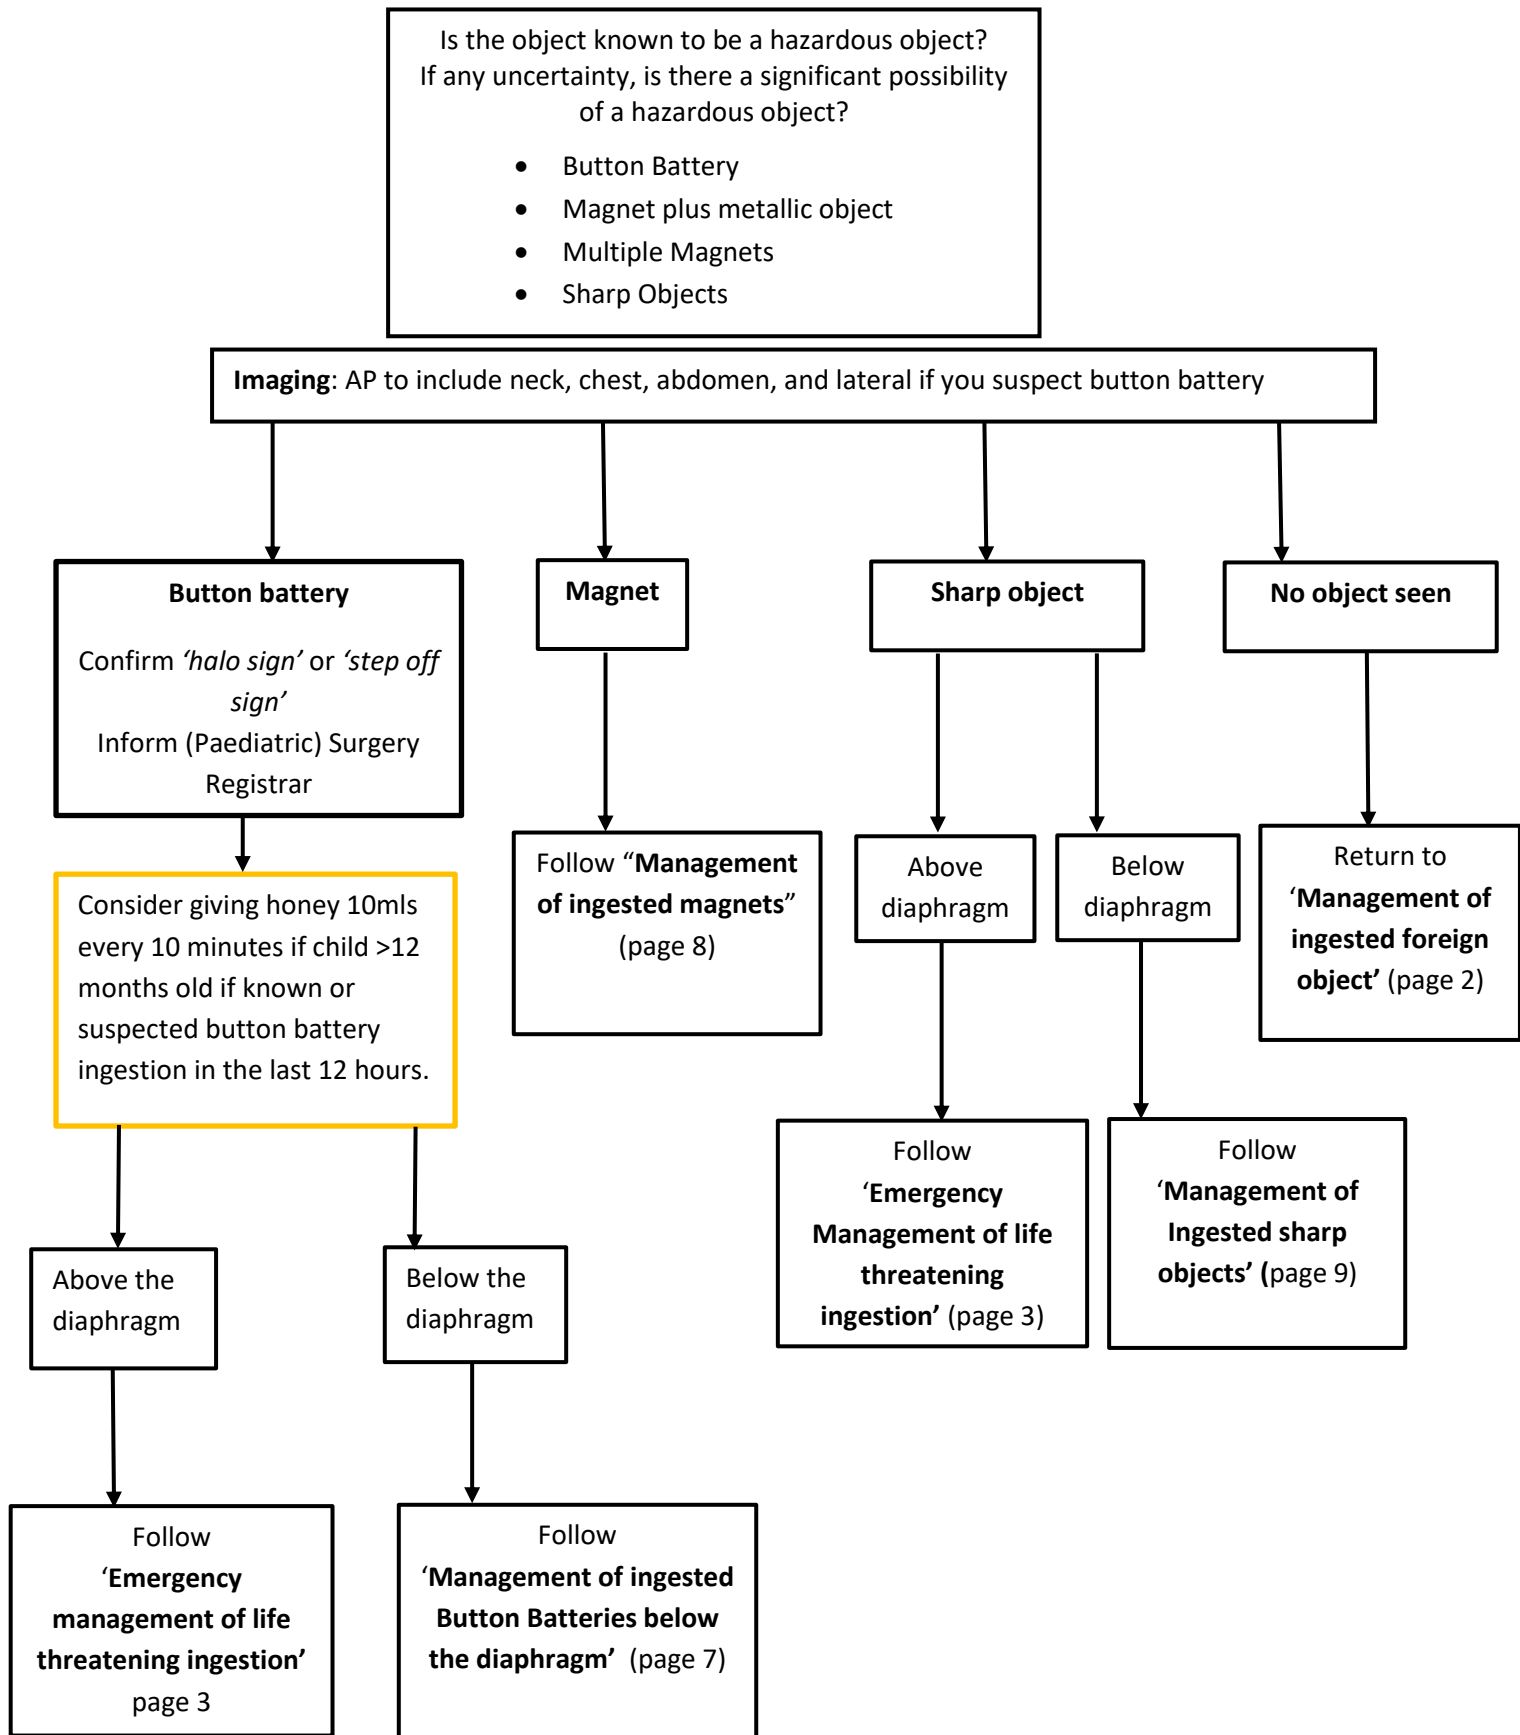 Is the object known to be a hazardous object?
If any uncertainty, is there a significant possibility
of a hazardous object?
• Button Battery
• Magnet plus metallic object
• Multiple Magnets
• Sharp Objects
Imaging: AP to include neck, chest, abdomen, and lateral if you suspect button battery
Button battery
Confirm ‘halo sign’ or ‘step off
sign’
Inform (Paediatric) Surgery
Registrar
Magnet
Sharp object
No object seen
Consider giving honey 10mls
every 10 minutes if child >12
months old if known or
suspected button battery
ingestion in the last 12 hours.
Follow “Management
of ingested magnets”
(page 8)
Above
diaphragm
Below
diaphragm
Return to
‘Management of
ingested foreign
object’ (page 2)
Above the
diaphragm
Below the
diaphragm
Follow
‘Emergency
Management of life
threatening
ingestion’ (page 3)
Follow
‘Management of
Ingested sharp
objects’ (page 9)
Follow
‘Emergency
management of life
threatening ingestion’
page 3
Follow
‘Management of ingested
Button Batteries below
the diaphragm’ (page 7)